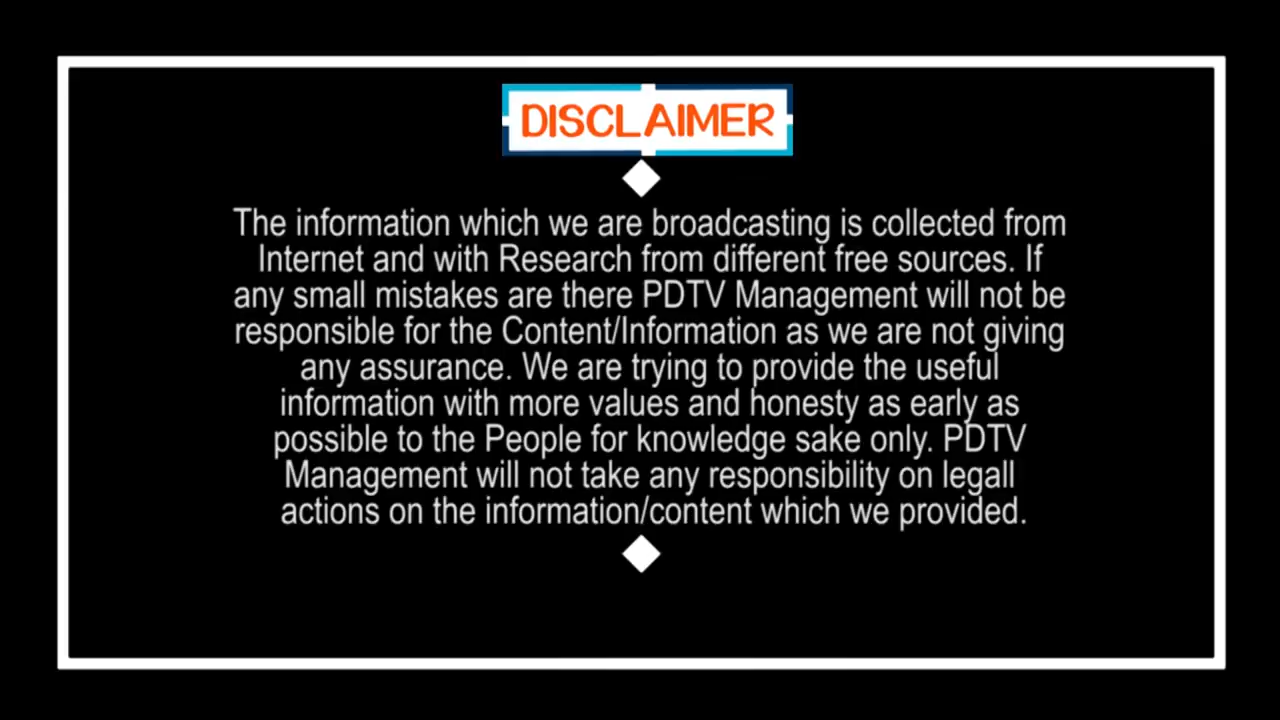 DISCLAIMER
The information which we are broadcasting is collected from
Internet and with Research from different free sources. If
any small mistakes are there PDTV Management will not be
responsible for the Content/Information as we are not giving
any assurance. We are trying to provide the useful
information with more values and honesty as early as
possible to the People for knowledge sake only. PDTV
Management will not take any responsibility on legall
actions on the information/content which we provided.